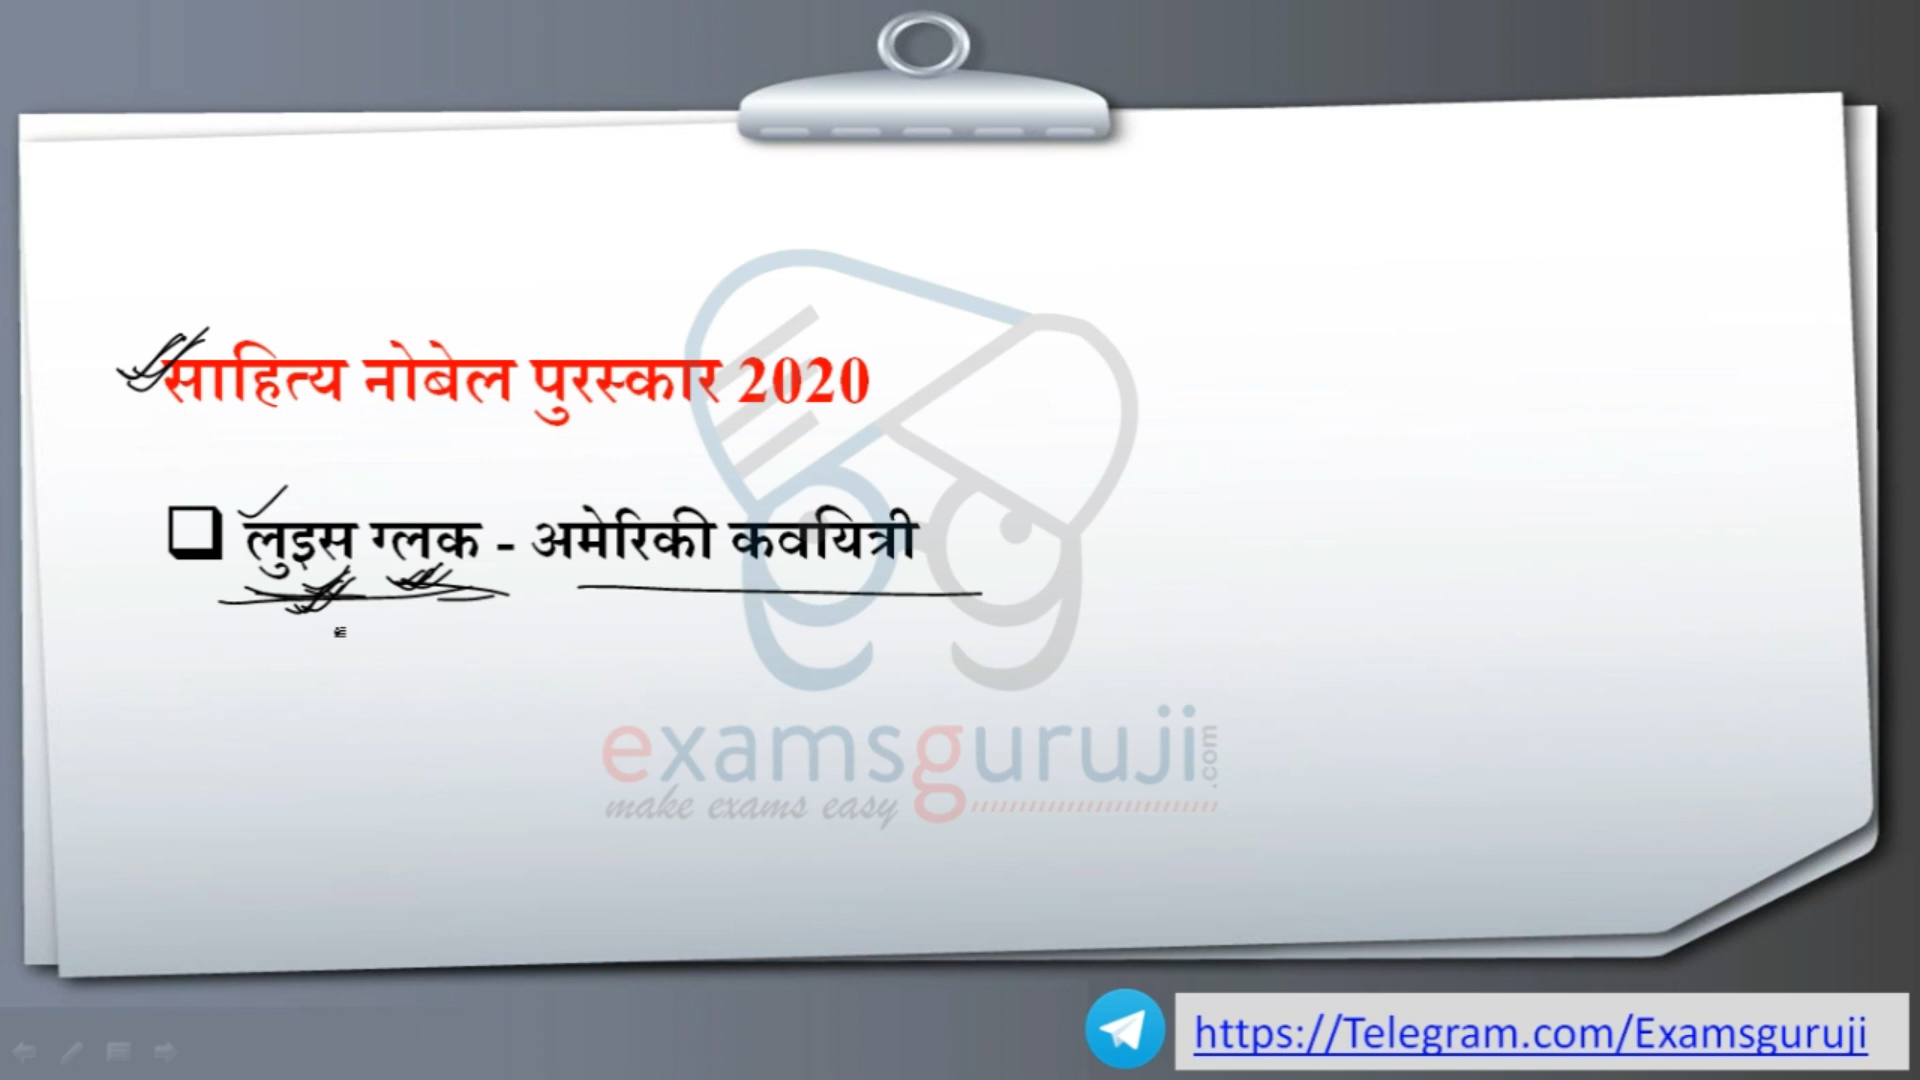 साहित्य नोबेल पुरस्कार 2020
लुइस ग्लक - अमेरिकी कवयित्री
examsguruji.com
make exams easy
https://Telegram.com/Examsguruji